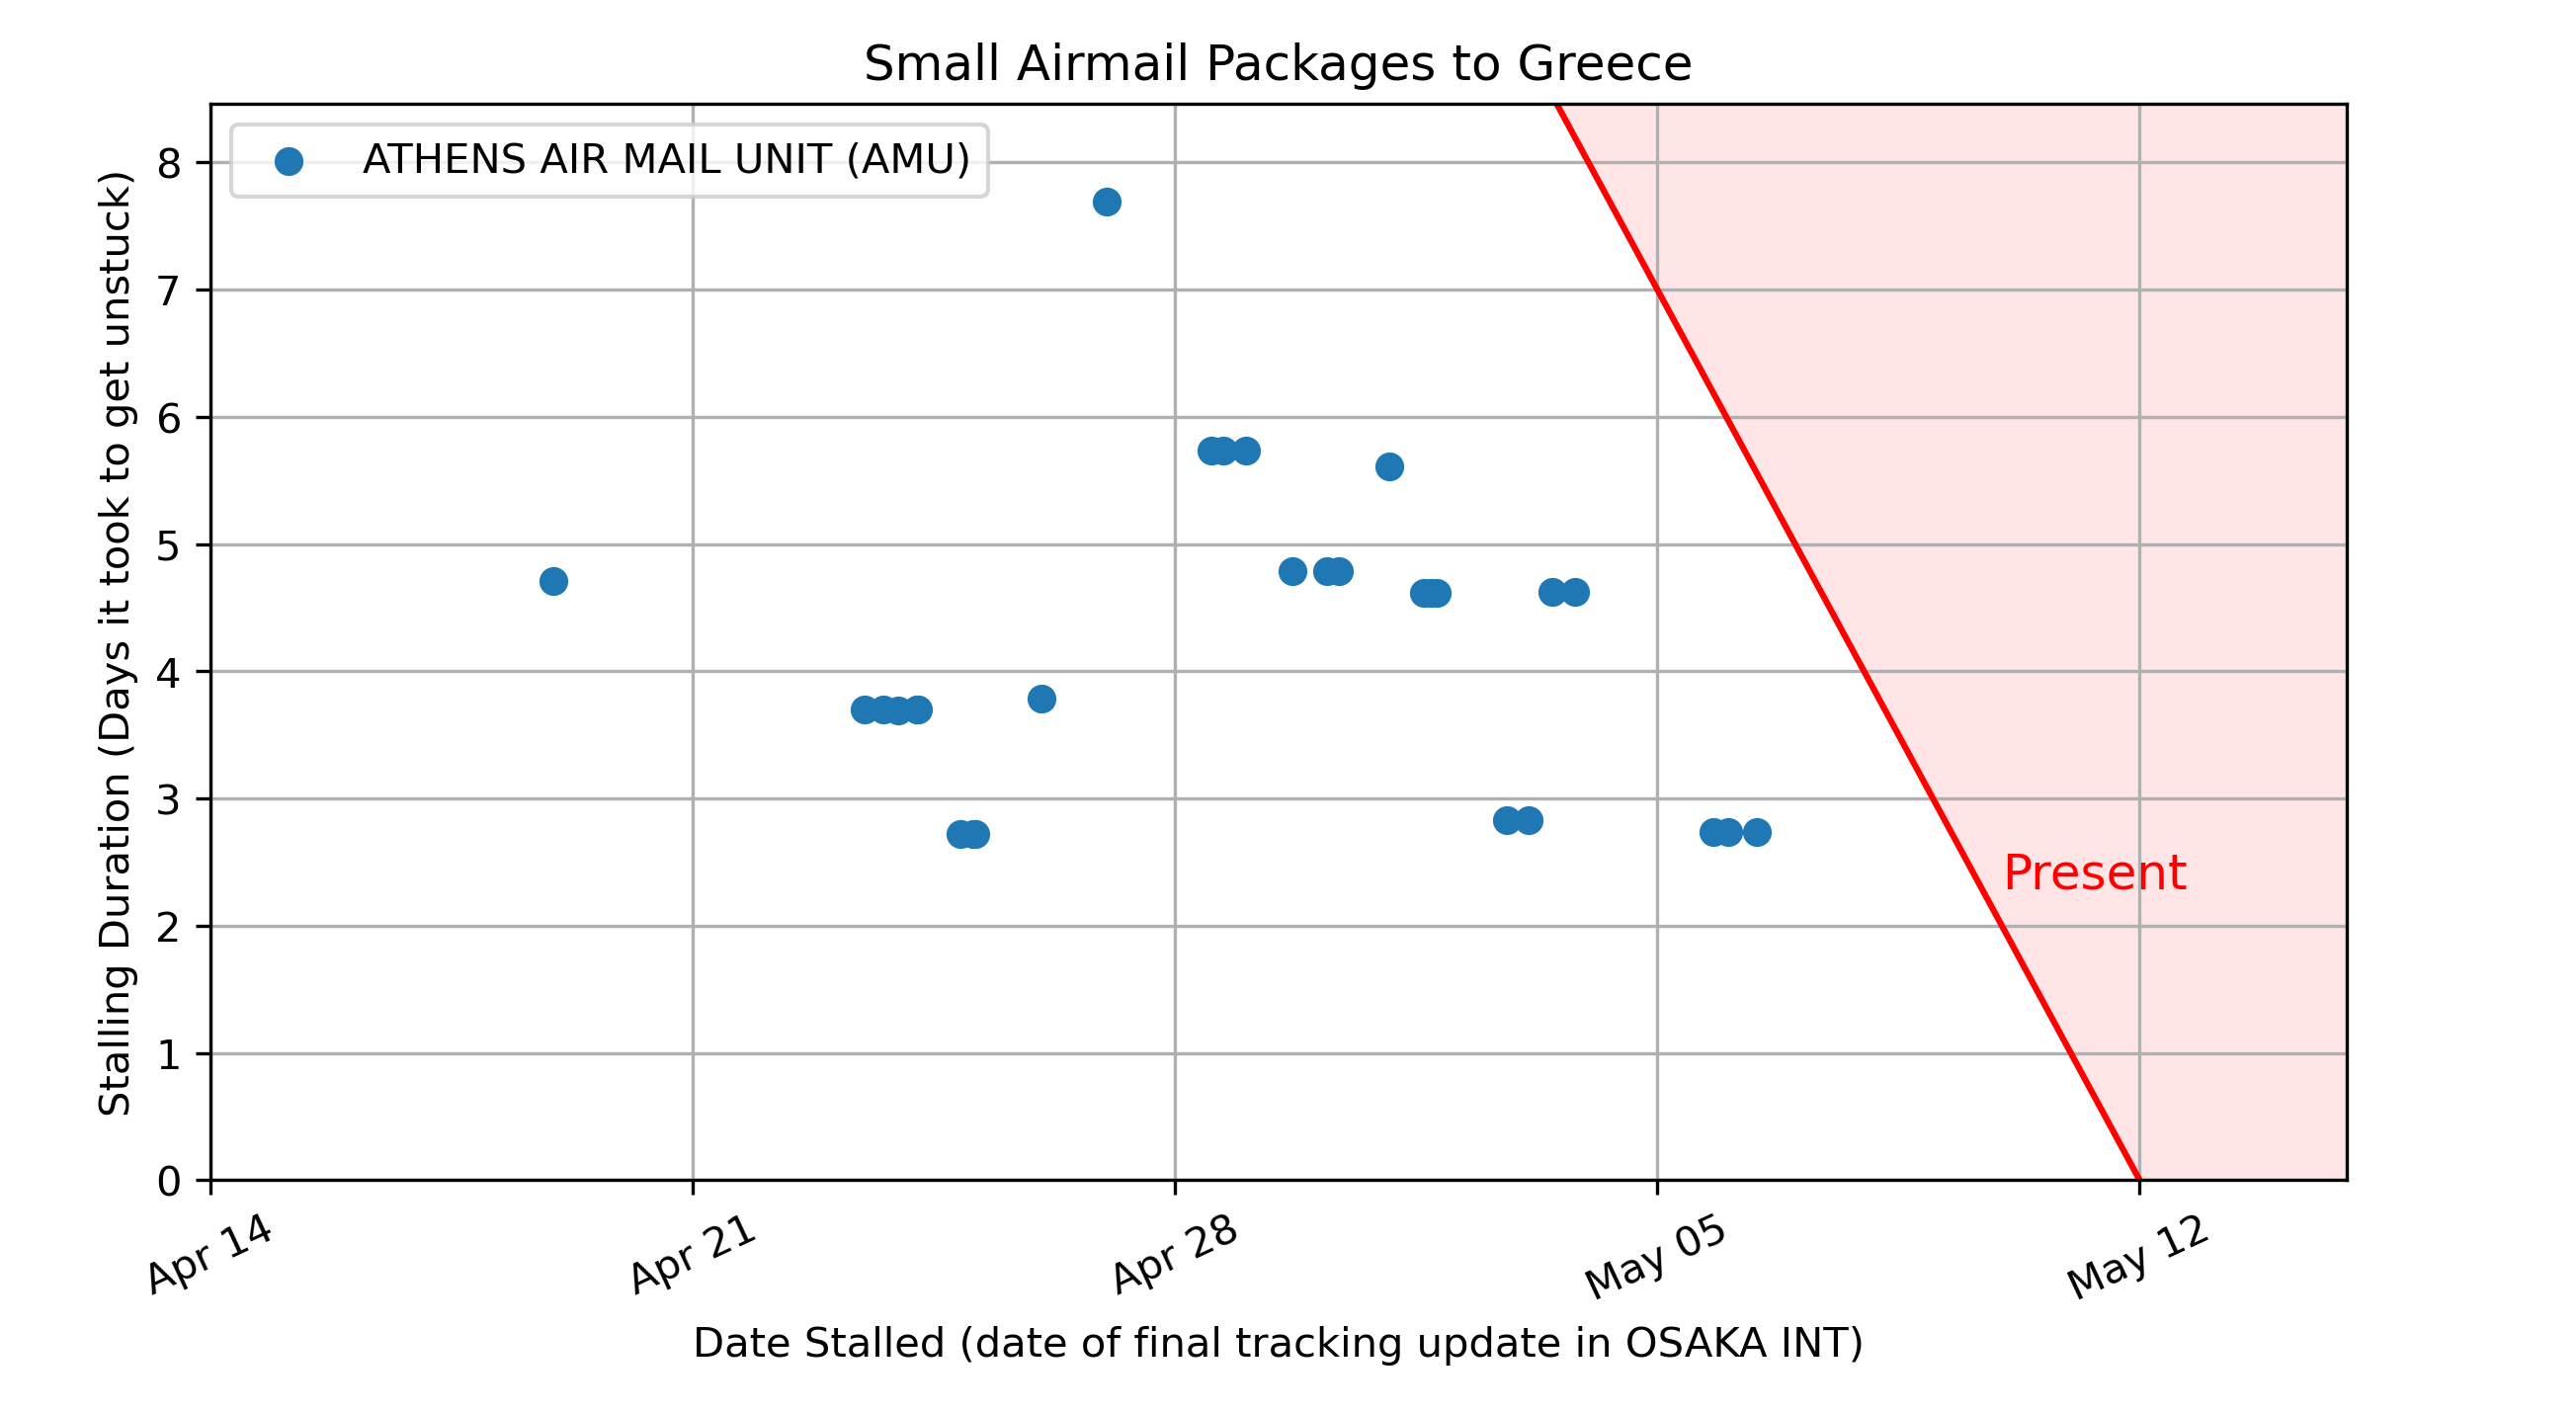 Small Airmail Packages to Greece
ATHENS AIR MAIL UNIT (AMU)
Stalling Duration (Days it took to get unstuck)
8
7
6
5
4
3
2
1
0
Present
Apr 14
Apr 21
Apr 28
May 05
May 12
Date Stalled (date of final tracking update in OSAKA INT)